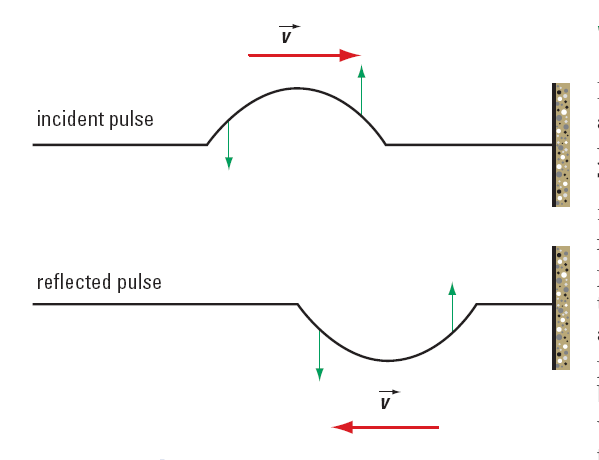 v
incident pulse
reflected pulse
v